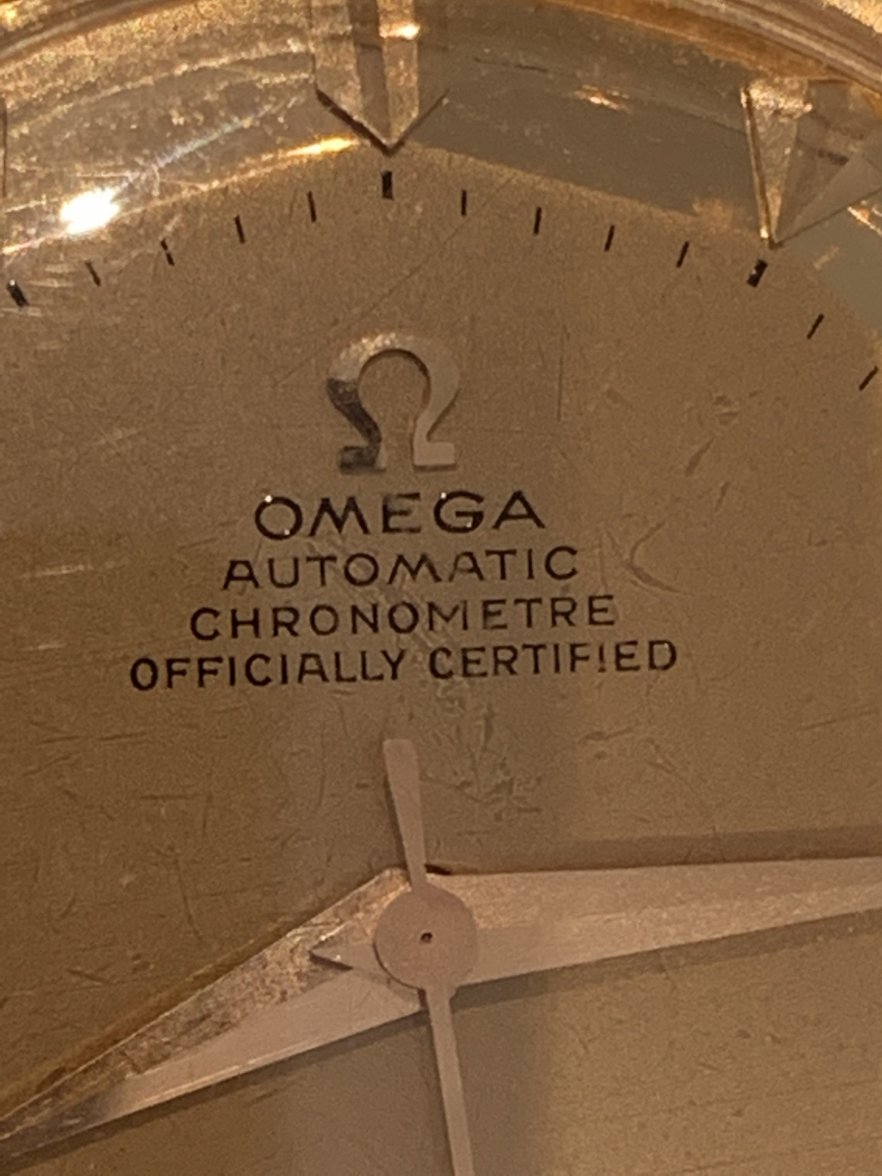 Ω
OMEGA
AUTOMATIC
CHRONOMETRE
OFFICIALLY CERTIFIED